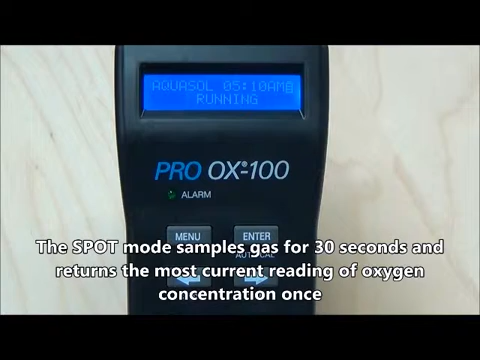 AQUASOL 05:10AM
RUNNING
PRO OX®-100
ALARM
MENU
ENTER
AUTOCAL
The SPOT mode samples gas for 30 seconds and
returns the most current reading of oxygen
concentration once